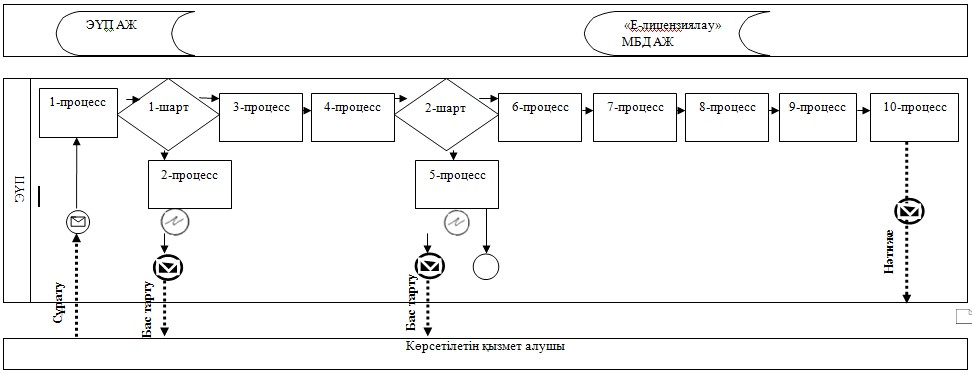 ЭҮП АЖ
«Е-лицензиялау»
МБД АЖ
1-процесс
1-шарт
3-процесс
4-процесс
2-шарт
6-процесс
7-процесс
8-процесс
9-процесс
10-процесс
2-процесс
5-процесс
ЭҮП
Сұрату
Бас тарту
Бас тарту
Нәтиже
Көрсетілетін қызмет алушы